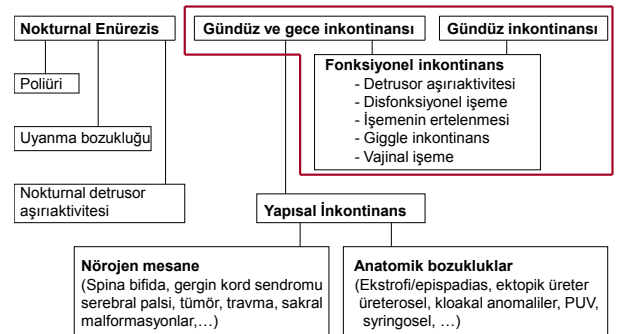 Nokturnal Enürezis
Gündüz ve gece inkontinansı
Gündüz inkontinansı
Fonksiyonel inkontinans
- Detrusor aşırıaktivitesi
- Disfonksiyonel işeme
- İşemenin ertelenmesi
- Giggle inkontinans
- Vajinal işeme
Poliüri
Uyanma bozukluğu
Nokturnal detrusor
aşırıaktivitesi
Yapısal İnkontinans
Nörojen mesane
(Spina bifida, gergin kord sendromu
serebral palsi, tümör, travma, sakral
malformasyonlar,...)
Anatomik bozukluklar
(Ekstrofi/epispadias, ektopik üreter
üreterosel, kloakal anomaliler, PUV,
syringosel, ...)